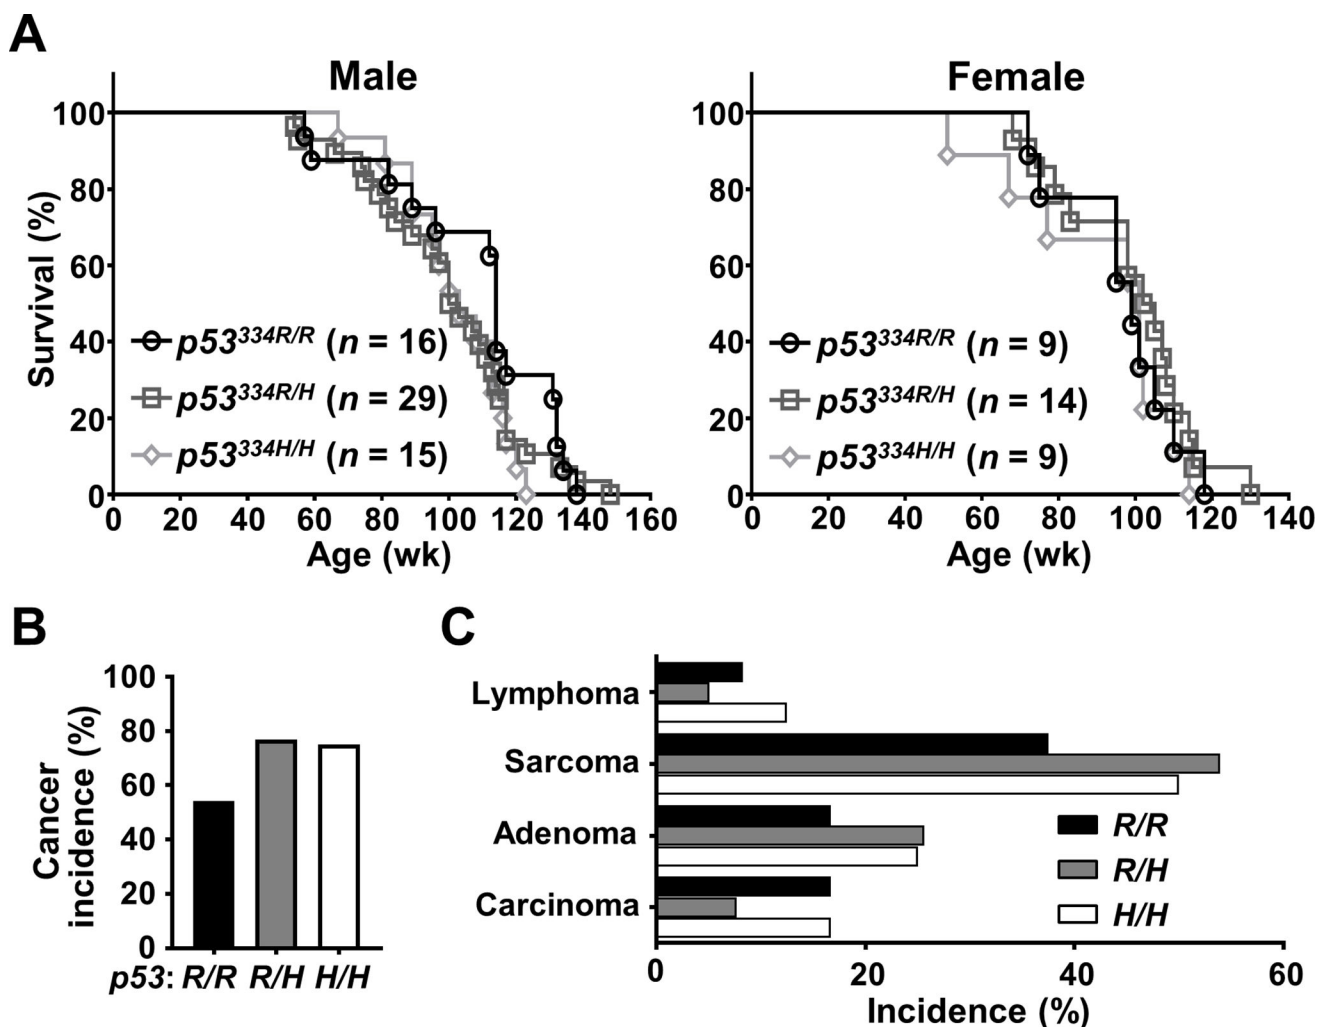 A
Male
Survival (%)
100
80
60
40
20
0
p53334R/R (n = 16)
p53334R/H (n = 29)
p53334H/H (n = 15)
0 20 40 60 80 100 120 140 160
Age (wk)
Female
100
80
60
40
20
0
p53334R/R (n = 9)
p53334R/H (n = 14)
p53334H/H (n = 9)
0 20 40 60 80 100 120 140
Age (wk)
B
Cancer
incidence (%)
100
80
60
40
20
0
p53: R/R R/H H/H
C
Lymphoma
Sarcoma
Adenoma
Carcinoma
R/R
R/H
H/H
0 20 40 60
Incidence (%)